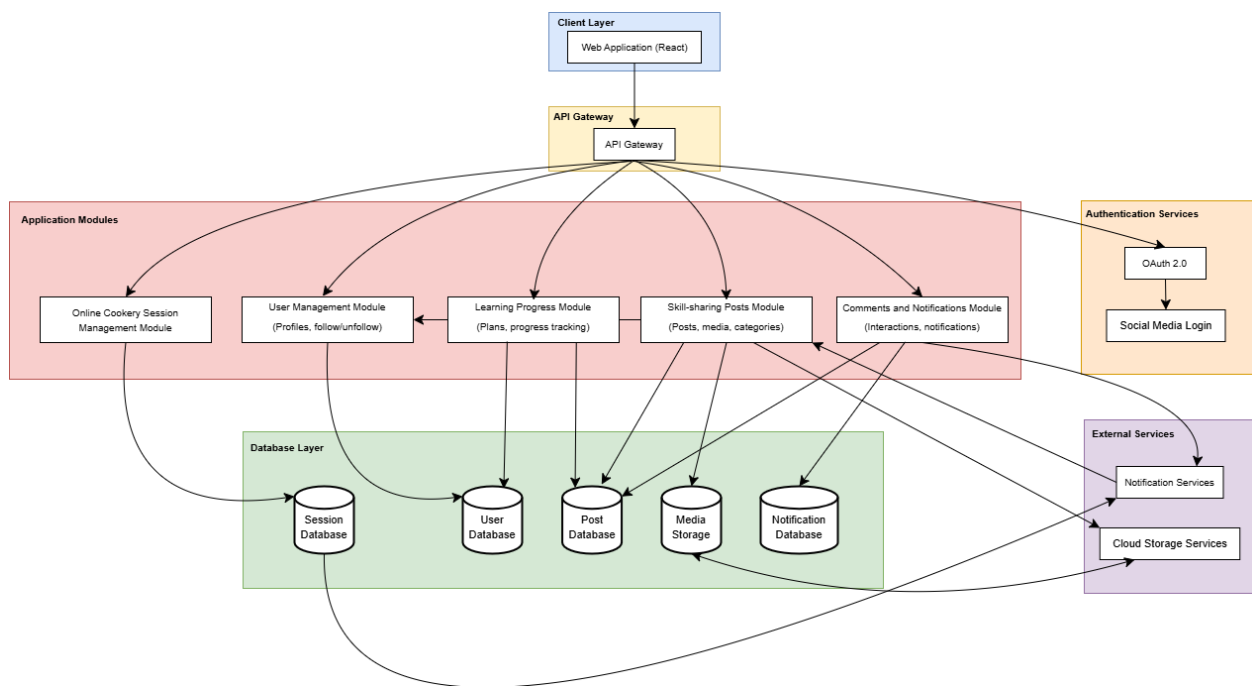 Client Layer
Web Application (React)
API Gateway
API Gateway
Application Modules
Authentication Services
OAuth 2.0
Social Media Login
Online Cookery Session
Management Module
User Management Module
(Profiles, follow/unfollow)
Learning Progress Module
(Plans, progress tracking)
Skill-sharing Posts Module
(Posts, media, categories)
Comments and Notifications Module
(Interactions, notifications)
Database Layer
Session
Database
User
Database
Post
Database
Media
Storage
Notification
Database
External Services
Notification Services
Cloud Storage Services